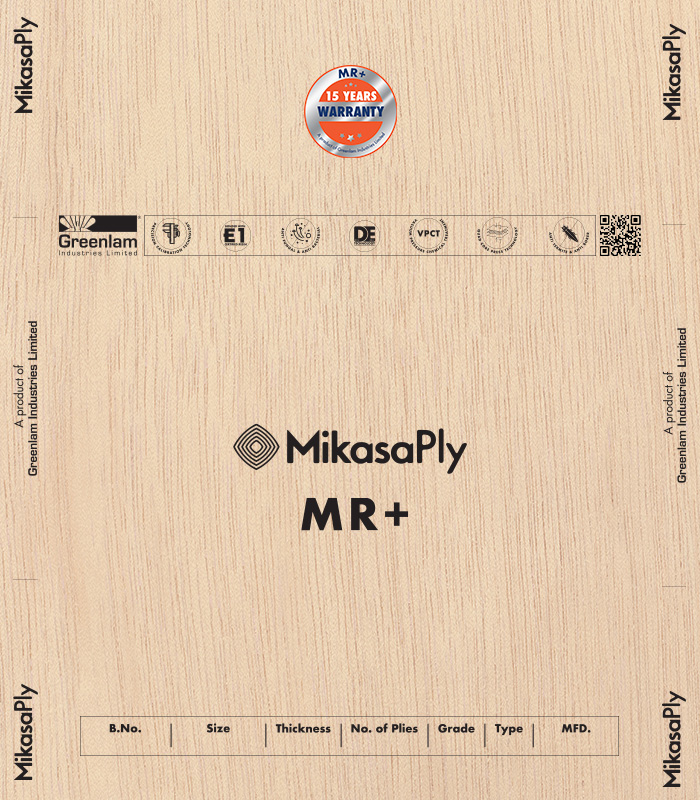 MikasaPly
MikasaPly
MR+
15 YEARS
WARRANTY
A product of Greenlam Industries Limited
Greenlam
Industries Limited
E1
DE
VPCT
A product of
Greenlam Industries Limited
A product of
Greenlam Industries Limited
MikasaPly
MR+
MikasaPly
MikasaPly
B.No.
Size
Thickness
No. of Plies
Grade
Type
MFD.